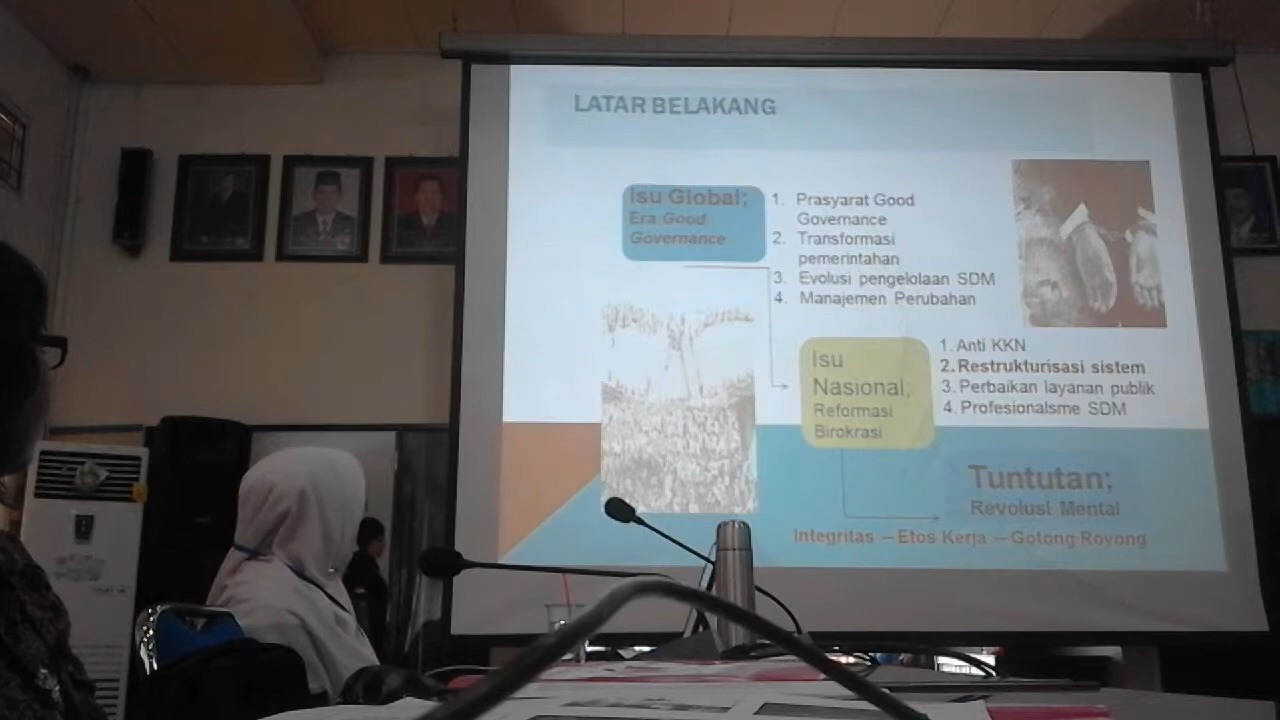 LATAR BELAKANG
Isu Global;
Era Good
Governance
1. Prasyarat Good
Governance
2. Transformasi
pemerintahan
3. Evolusi pengelolaan SDM
4. Manajemen Perubahan
Isu
Nasional;
Reformasi
Birokrasi
1. Anti KKN
2. Restrukturisasi sistem
3. Perbaikan layanan publik
4. Profesionalsme SDM
Tuntutan;
Revolusi Mental
Integritas – Etos Kerja – Gotong Royong